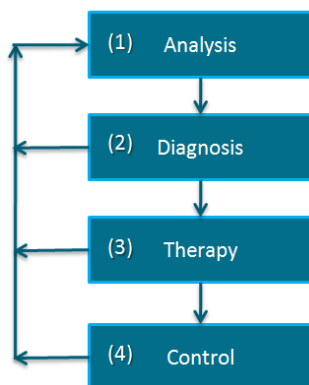 (1) Analysis
(2) Diagnosis
(3) Therapy
(4) Control